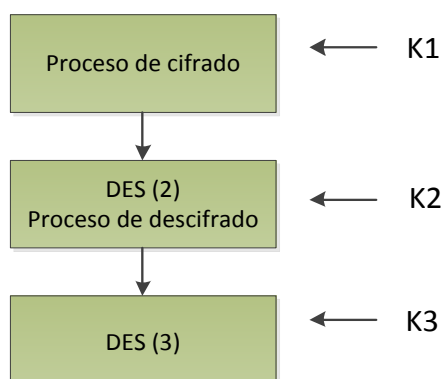 Proceso de cifrado
K1
DES (2)
Proceso de descifrado
K2
DES (3)
K3